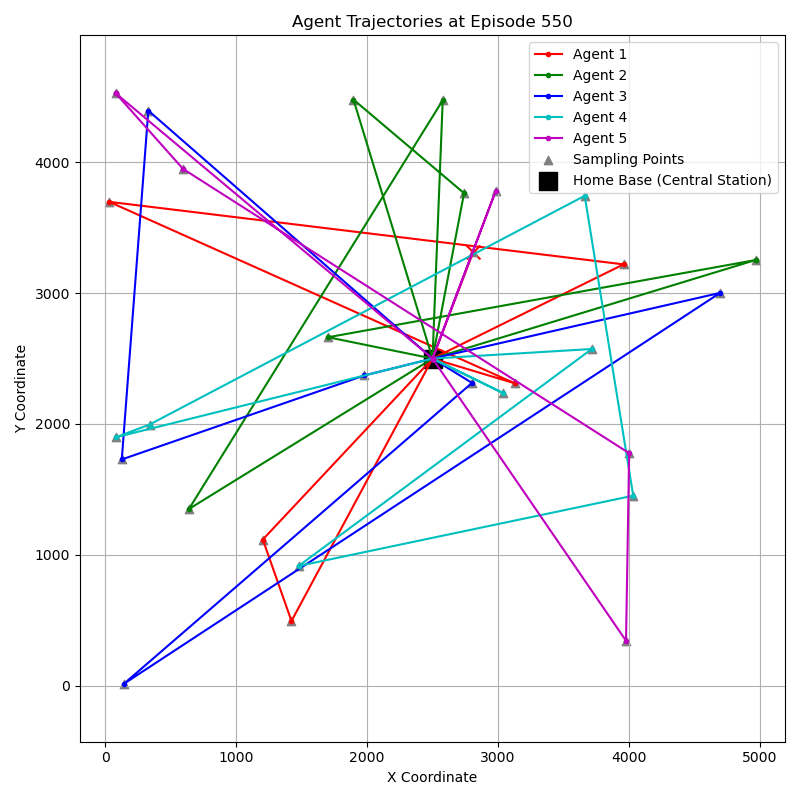 Agent Trajectories at Episode 550
Agent 1
Agent 2
Agent 3
Agent 4
Agent 5
Sampling Points
Home Base (Central Station)
Y Coordinate
4000
3000
2000
1000
0
0 1000 2000 3000 4000 5000
X Coordinate